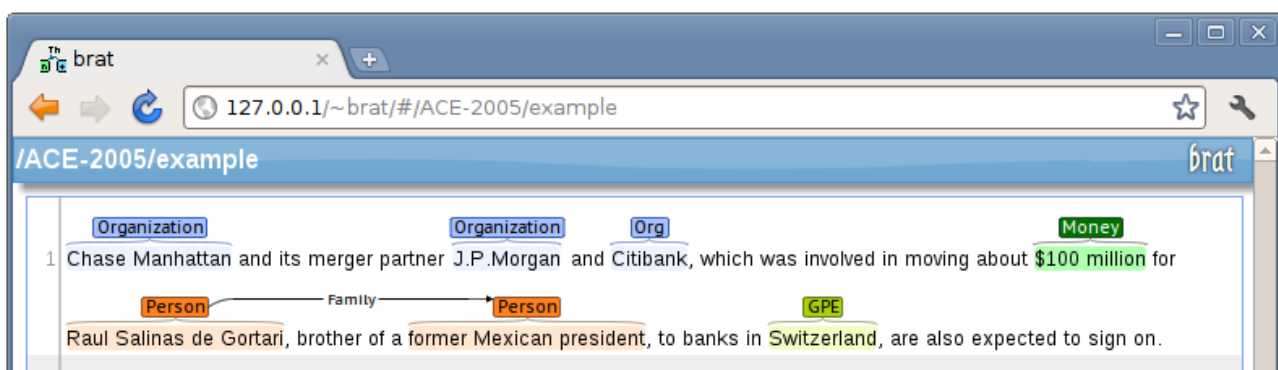 brat
127.0.0.1/~brat/#/ACE-2005/example
/ACE-2005/example brat
Organization Organization Org Money
1 Chase Manhattan and its merger partner J.P.Morgan and Citibank, which was involved in moving about $100 million for
Person Family Person GPE
Raul Salinas de Gortari, brother of a former Mexican president, to banks in Switzerland, are also expected to sign on.